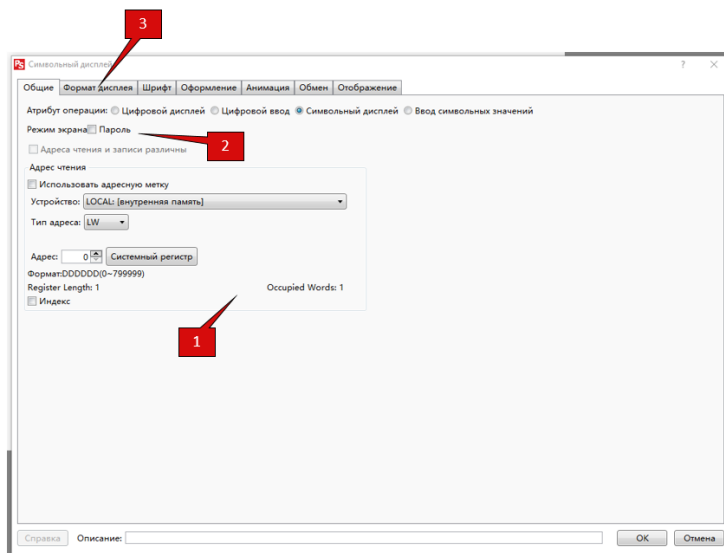 3
PS Символьный дисплей ? ×
Общие Формат дисплея Шрифт Оформление Анимация Обмен Отображение
Атрибут операции: Цифровой дисплей Цифровой ввод Символьный дисплей Ввод символьных значений
Режим экрана Пароль
2
Адреса чтения и записи различны
Адрес чтения
Использовать адресную метку
Устройство: LOCAL: [внутренняя память]
Тип адреса: LW
Адрес: 0 Системный регистр
Формат:DDDDDD(0~799999)
Register Length: 1 Occupied Words: 1
Индекс
1
Справка Описание: OK Отмена